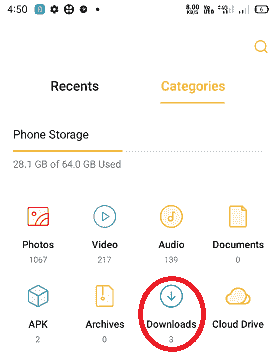 4:50
8.00
KB/S
Recents Categories
Phone Storage
28.1 GB of 64.0 GB Used
Photos Video Audio Documents
1067 217 139 0
APK Archives Downloads Cloud Drive
2 0 3